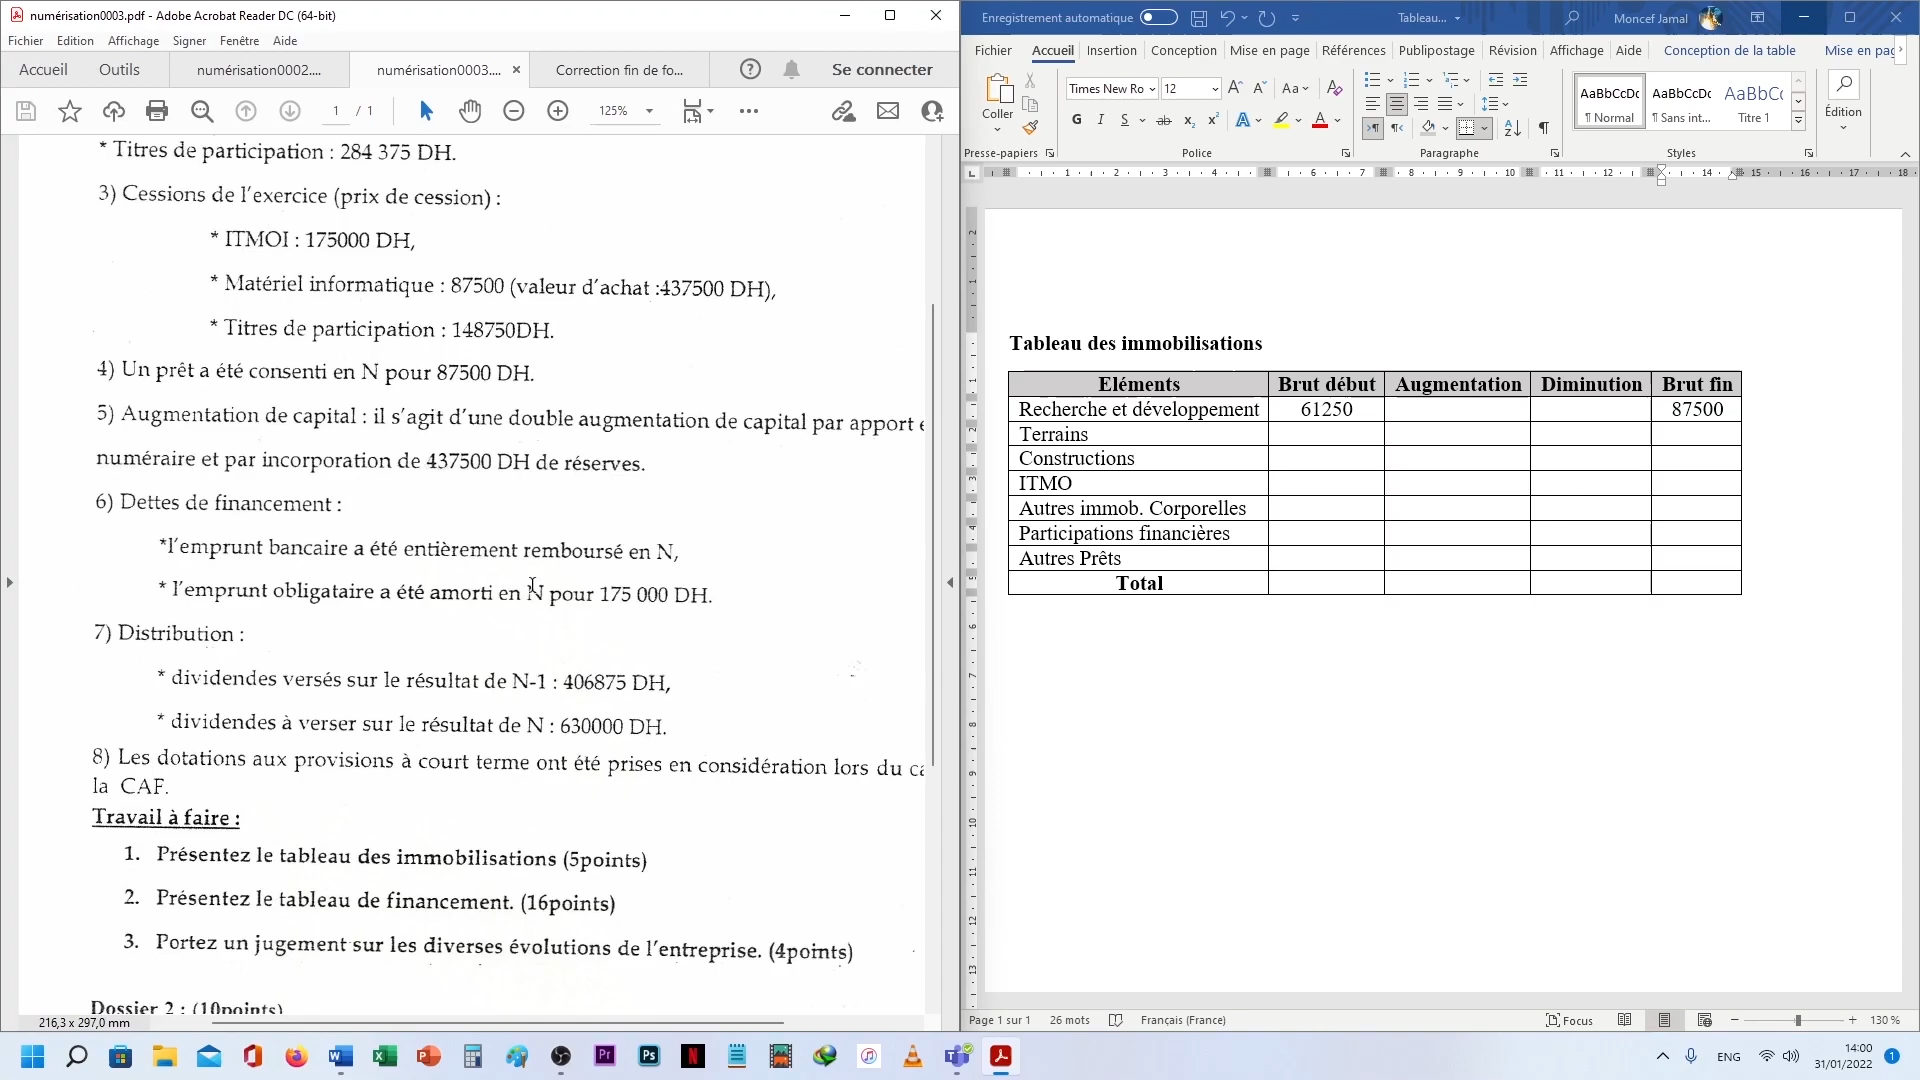 numérisation0003.pdf - Adobe Acrobat Reader DC (64-bit)
Fichier Edition Affichage Signer Fenêtre Aide
Accueil Outils numérisation0002.... numérisation0003.... × Correction fin de fo... Se connecter
1 / 1 125%
* Titres de participation : 284 375 DH.
3) Cessions de l'exercice (prix de cession) :
* ITMOI : 175000 DH,
* Matériel informatique : 87500 (valeur d'achat :437500 DH),
* Titres de participation : 148750DH.
4) Un prêt a été consenti en N pour 87500 DH.
5) Augmentation de capital : il s'agit d'une double augmentation de capital par apport e
numéraire et par incorporation de 437500 DH de réserves.
6) Dettes de financement :
*l'emprunt bancaire a été entièrement remboursé en N,
* l'emprunt obligataire a été amorti en N pour 175 000 DH.
7) Distribution :
* dividendes versés sur le résultat de N-1 : 406875 DH,
* dividendes à verser sur le résultat de N : 630000 DH.
8) Les dotations aux provisions à court terme ont été prises en considération lors du ca
la CAF.
Travail à faire :
1. Présentez le tableau des immobilisations (5points)
2. Présentez le tableau de financement. (16points)
3. Portez un jugement sur les diverses évolutions de l'entreprise. (4points)
Dossier 2 : (10points)
216,3 x 297,0 mm
Enregistrement automatique Tableau... Moncef Jamal
Fichier Accueil Insertion Conception Mise en page Références Publipostage Révision Affichage Aide Conception de la table Mise en pag
Coller
Times New Ro 12
G I S ab x₂ x² A A
AaBbCcDc AaBbCcDc AaBbCc
¶ Normal ¶ Sans int... Titre 1
Édition
Presse-papiers Police Paragraphe Styles
Tableau des immobilisations
Eléments Brut début Augmentation Diminution Brut fin
Recherche et développement 61250 87500
Terrains
Constructions
ITMO
Autres immob. Corporelles
Participations financières
Autres Prêts
Total
Page 1 sur 1 26 mots Français (France) Focus 130 %
ENG 14:00
31/01/2022 1